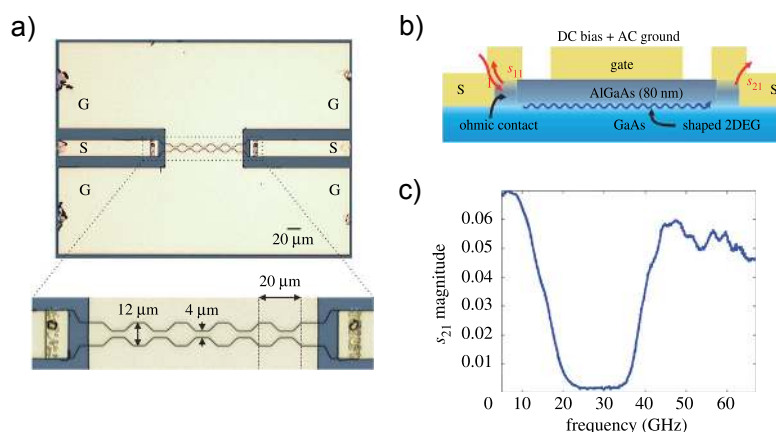 a)
G
S
S
G
G
G
20 µm
20 µm
12 µm
4 µm
b)
DC bias + AC ground
gate
s11
s21
S
AlGaAs (80 nm)
S
ohmic contact
GaAs
shaped 2DEG
c)
s21 magnitude
0.06
0.05
0.04
0.03
0.02
0.01
0
10
20
30
40
50
60
frequency (GHz)